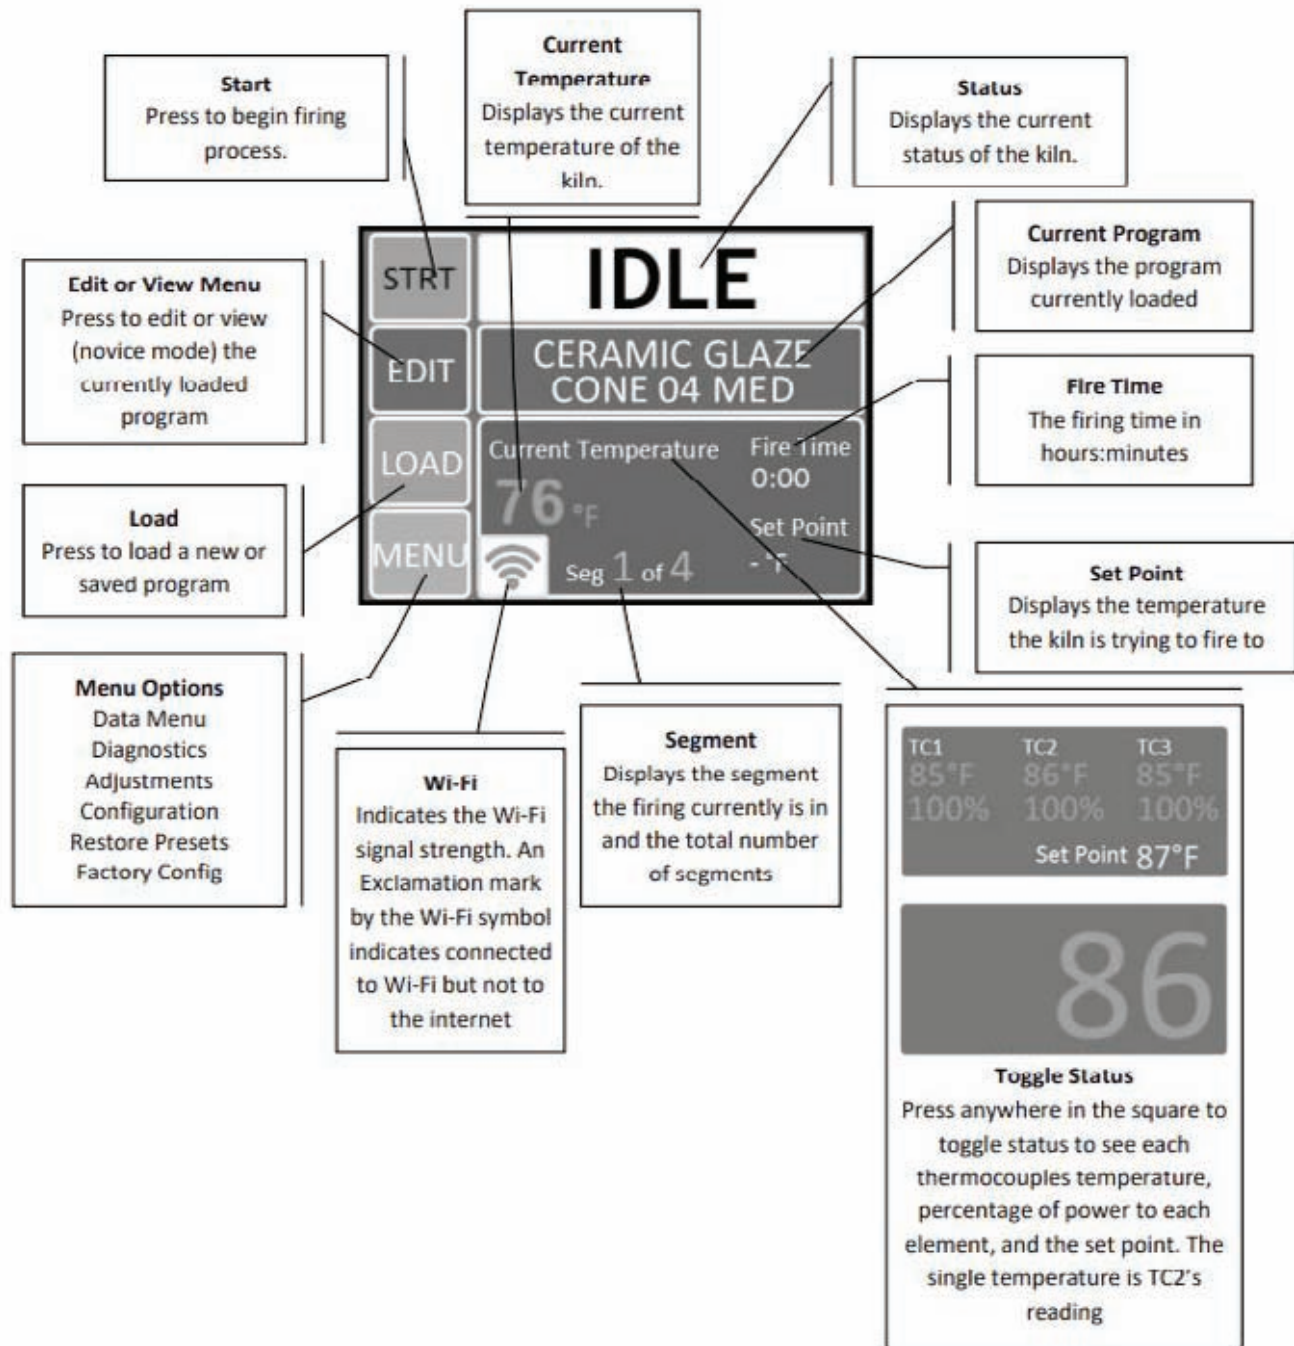 Current
Temperature
Displays the current
temperature of the
kiln.
Start
Press to begin firing
process.
Status
Displays the current
status of the kiln.
Current Program
Displays the program
currently loaded
Edit or View Menu
Press to edit or view
(novice mode) the
currently loaded
program
STRT
IDLE
EDIT
CERAMIC GLAZE
CONE 04 MED
LOAD
Current Temperature
76 °F
Fire Time
0:00
Set Point
- °F
MENU
Seg 1 of 4
Fire Time
The firing time in
hours:minutes
Load
Press to load a new or
saved program
Set Point
Displays the temperature
the kiln is trying to fire to
Menu Options
Data Menu
Diagnostics
Adjustments
Configuration
Restore Presets
Factory Config
Wi-Fi
Indicates the Wi-Fi
signal strength. An
Exclamation mark
by the Wi-Fi symbol
indicates connected
to Wi-Fi but not to
the internet
Segment
Displays the segment
the firing currently is in
and the total number
of segments
TC1 TC2 TC3
85°F 86°F 85°F
100% 100% 100%
Set Point 87°F
86
Toggle Status
Press anywhere in the square to
toggle status to see each
thermocouples temperature,
percentage of power to each
element, and the set point. The
single temperature is TC2's
reading